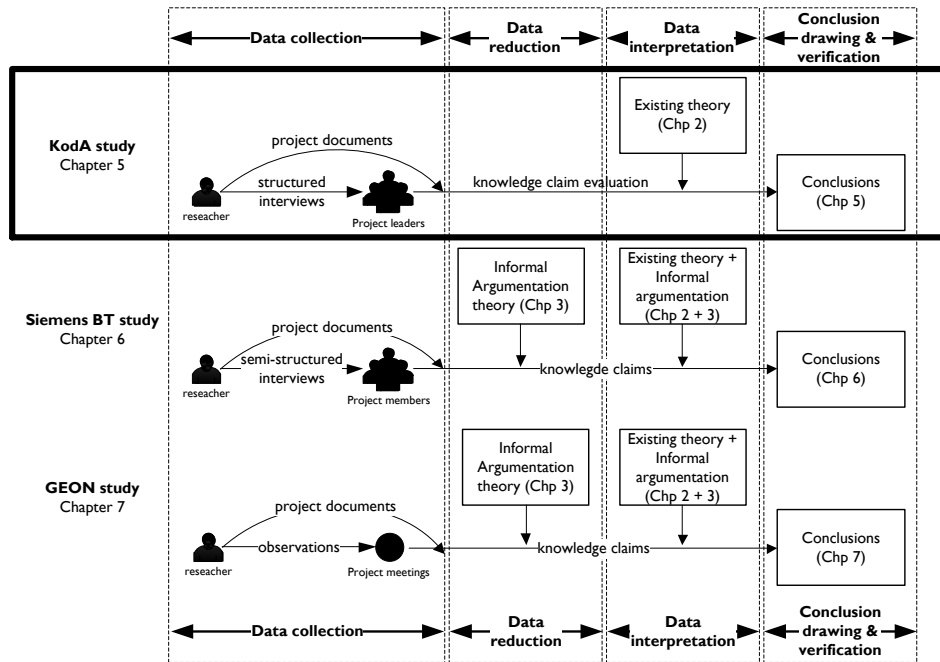 Data collection
Data
reduction
Data
interpretation
Conclusion
drawing &
verification
KodA study
Chapter 5
project documents
structured
interviews
reseacher
Project leaders
knowledge claim evaluation
Existing theory
(Chp 2)
Conclusions
(Chp 5)
Siemens BT study
Chapter 6
project documents
semi-structured
interviews
reseacher
Project members
Informal
Argumentation
theory (Chp 3)
Existing theory +
Informal
argumentation
(Chp 2 + 3)
knowlegde claims
Conclusions
(Chp 6)
GEON study
Chapter 7
project documents
observations
reseacher
Project meetings
Informal
Argumentation
theory (Chp 3)
Existing theory +
Informal
argumentation
(Chp 2 + 3)
knowledge claims
Conclusions
(Chp 7)
Data collection
Data
reduction
Data
interpretation
Conclusion
drawing &
verification